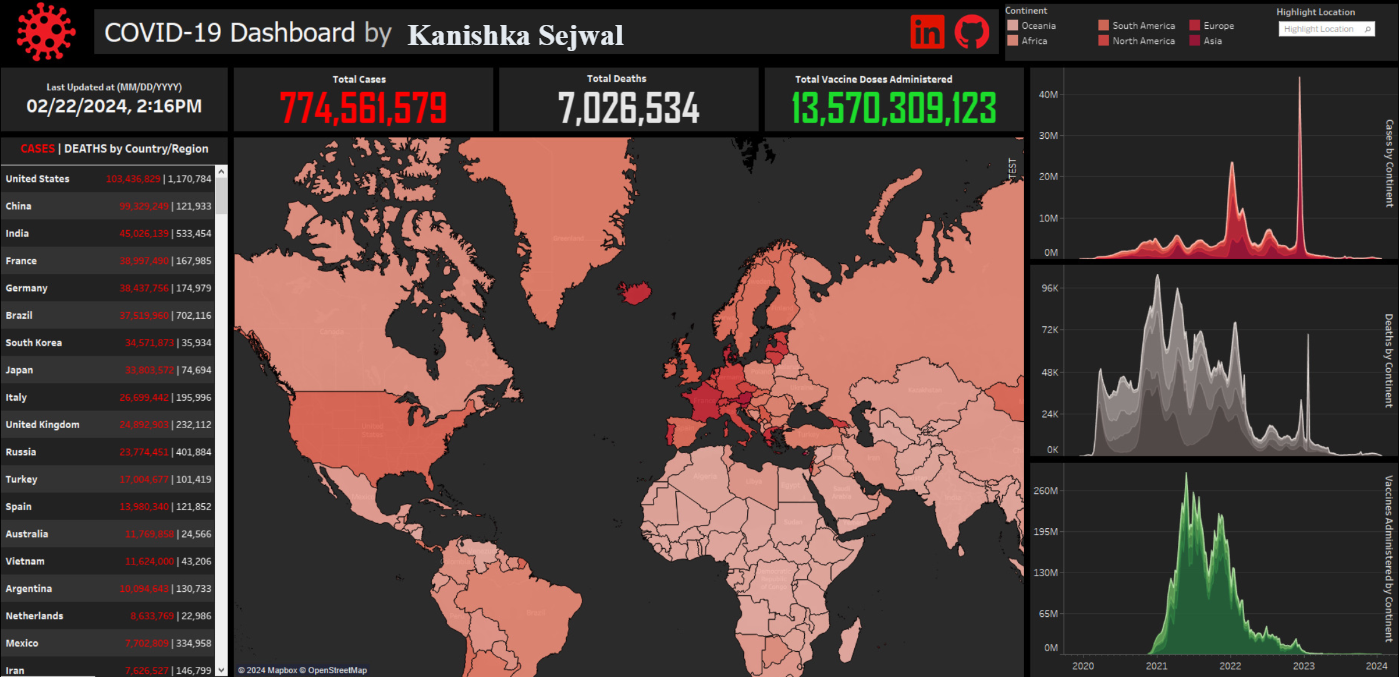 COVID-19 Dashboard by Kanishka Sejwal
in
Continent
Oceania
South America
Europe
Africa
North America
Asia
Highlight Location
Highlight Location
Last Updated at (MM/DD/YYYY)
02/22/2024, 2:16PM
Total Cases
774,561,579
Total Deaths
7,026,534
Total Vaccine Doses Administered
13,570,309,123
CASES | DEATHS by Country/Region
United States 103,436,829 | 1,170,784
China 99,329,249 | 121,933
India 45,026,139 | 533,454
France 38,997,490 | 167,985
Germany 38,437,756 | 174,979
Brazil 37,519,960 | 702,116
South Korea 34,571,873 | 35,934
Japan 33,803,572 | 74,694
Italy 26,699,442 | 195,996
United Kingdom 24,892,903 | 232,112
Russia 23,774,451 | 401,884
Turkey 17,004,677 | 101,419
Spain 13,980,340 | 121,852
Australia 11,769,858 | 24,566
Vietnam 11,624,000 | 43,206
Argentina 10,094,643 | 130,733
Netherlands 8,633,769 | 22,986
Mexico 7,702,809 | 334,958
Iran 7,626,527 | 146,799
TEST
© 2024 Mapbox © OpenStreetMap
40M
30M
20M
10M
0M
Cases by Continent
96K
72K
48K
24K
0K
Deaths by Continent
260M
195M
130M
65M
0M
Vaccines Administered by Continent
2020 2021 2022 2023 2024